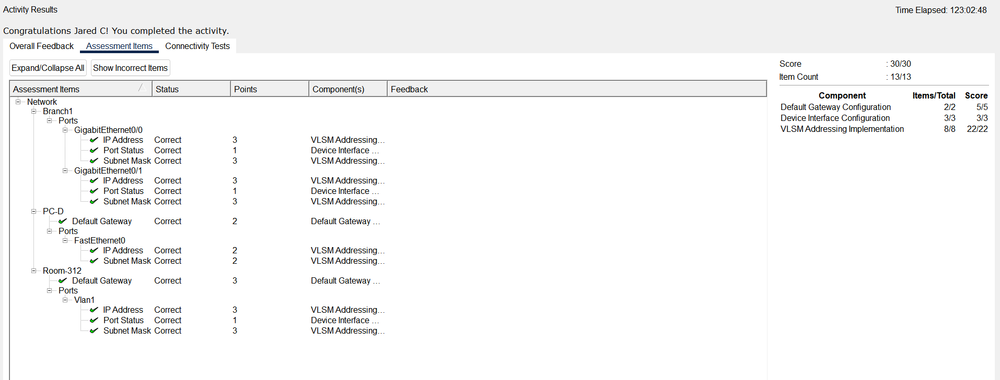 Activity Results
Time Elapsed: 123:02:48
Congratulations Jared C! You completed the activity.
Overall Feedback Assessment Items Connectivity Tests
Expand/Collapse All Show Incorrect Items
Assessment Items Status Points Component(s) Feedback
Network
Branch1
Ports
GigabitEthernet0/0
IP Address Correct 3 VLSM Addressing...
Port Status Correct 1 Device Interface ...
Subnet Mask Correct 3 VLSM Addressing...
GigabitEthernet0/1
IP Address Correct 3 VLSM Addressing...
Port Status Correct 1 Device Interface ...
Subnet Mask Correct 3 VLSM Addressing...
PC-D
Default Gateway Correct 2 Default Gateway ...
Ports
FastEthernet0
IP Address Correct 2 VLSM Addressing...
Subnet Mask Correct 2 VLSM Addressing...
Room-312
Default Gateway Correct 3 Default Gateway ...
Ports
Vlan1
IP Address Correct 3 VLSM Addressing...
Port Status Correct 1 Device Interface ...
Subnet Mask Correct 3 VLSM Addressing...
Score : 30/30
Item Count : 13/13
Component Items/Total Score
Default Gateway Configuration 2/2 5/5
Device Interface Configuration 3/3 3/3
VLSM Addressing Implementation 8/8 22/22